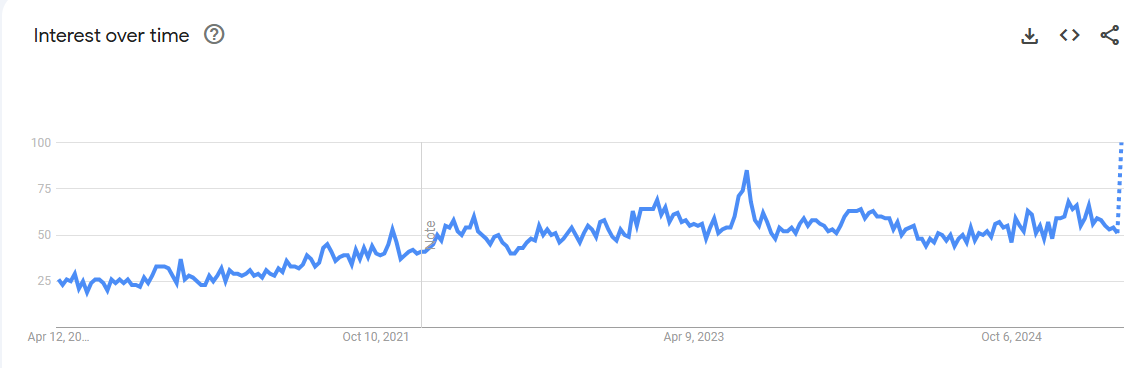 Interest over time
100
75
50
25
Note
Apr 12, 20…
Oct 10, 2021
Apr 9, 2023
Oct 6, 2024